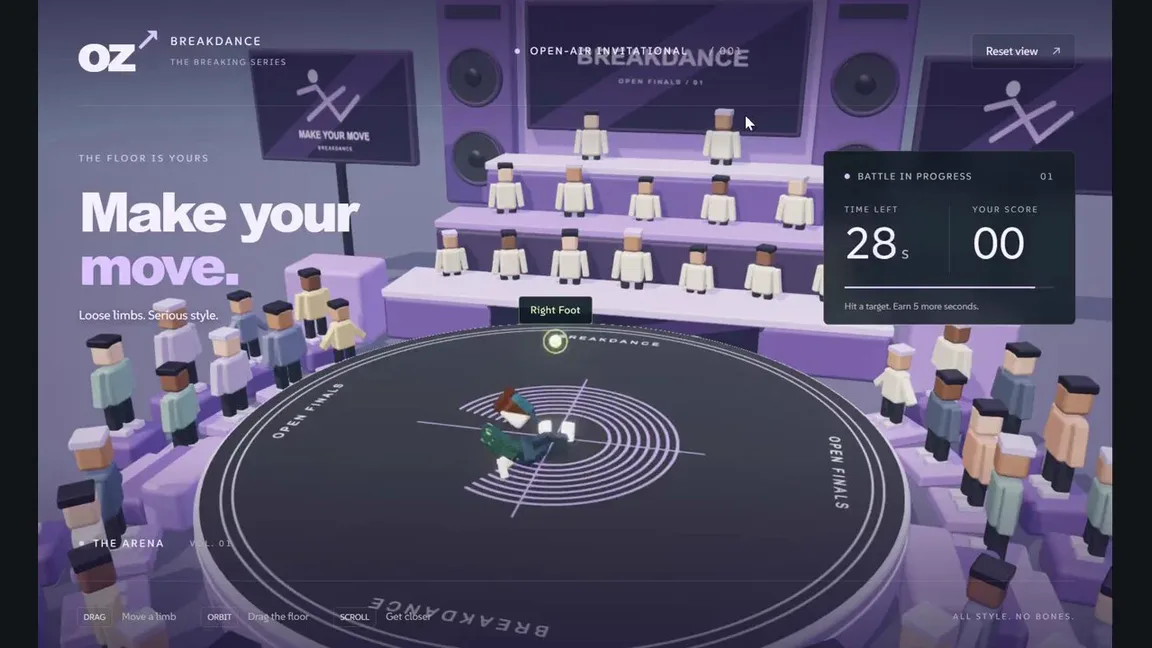 OZ
BREAKDANCE
THE BREAKING SERIES
OPEN-AIR INVITATIONAL / 001
Reset view
BREAKDANCE
OPEN FINALS / 01
MAKE YOUR MOVE
BREAKDANCE
THE FLOOR IS YOURS
Make your
move.
Loose limbs. Serious style.
BATTLE IN PROGRESS 01
TIME LEFT
28 S
YOUR SCORE
00
Hit a target. Earn 5 more seconds.
Right Foot
BREAKDANCE
OPEN FINALS
OPEN FINALS
BREAKDANCE
THE ARENA VOL. 01
DRAG Move a limb ORBIT Drag the floor SCROLL Get closer
ALL STYLE. NO BONES.